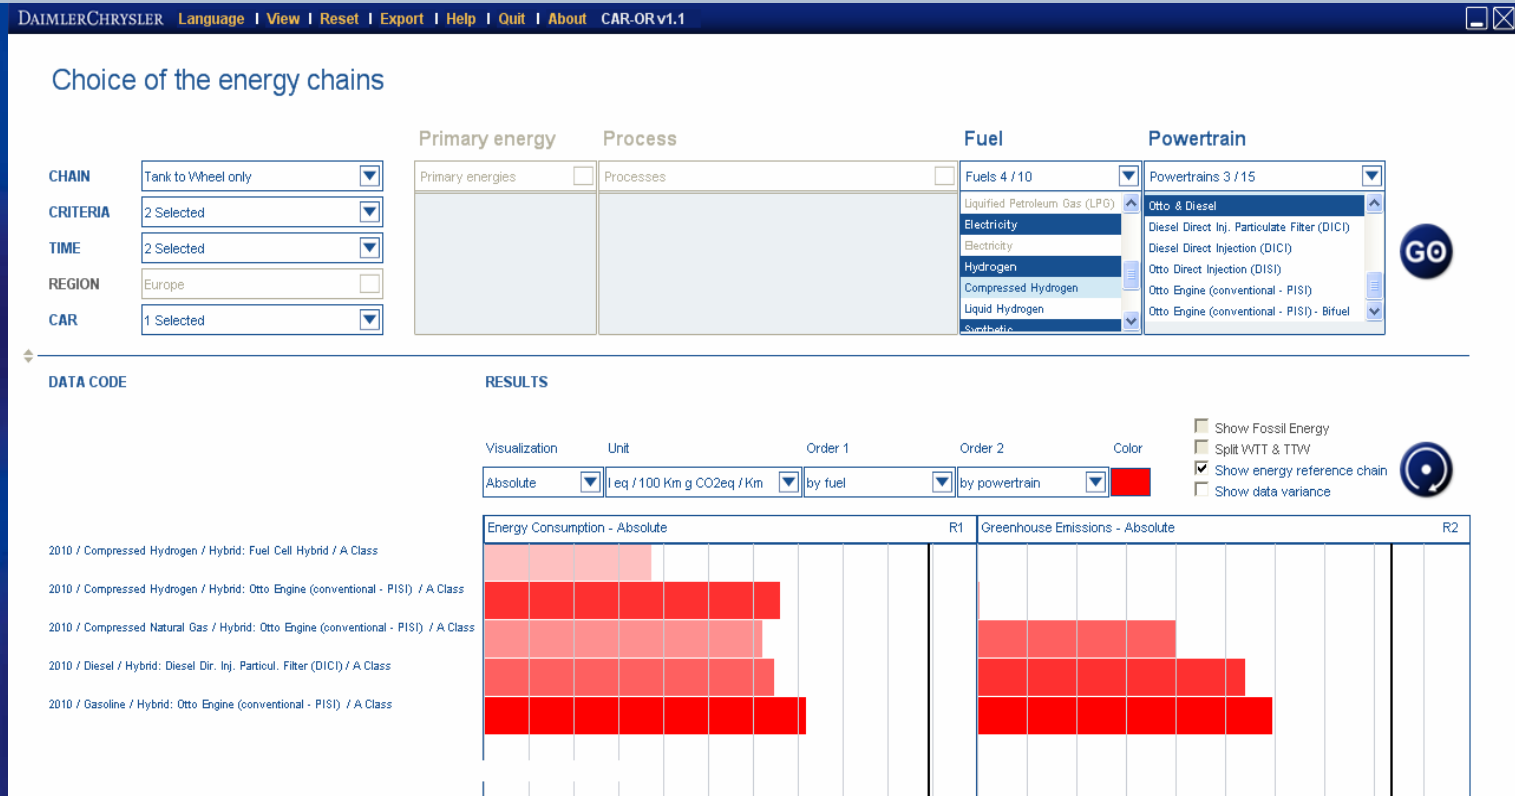 DAIMLERCHRYSLER Language I View I Reset I Export I Help I Quit I About CAR-OR v1.1
Choice of the energy chains
Primary energy Process Fuel Powertrain
CHAIN Tank to Wheel only Primary energies Processes Fuels 4 / 10 Powertrains 3 / 15
Liquified Petroleum Gas (LPG) Otto & Diesel
CRITERIA 2 Selected
Electricity Diesel Direct Inj. Particulate Filter (DICI)
TIME 2 Selected Electricity Diesel Direct Injection (DICI)
Hydrogen Otto Direct Injection (DISI)
REGION Europe Compressed Hydrogen Otto Engine (conventional - PISI)
Liquid Hydrogen Otto Engine (conventional - PISI) - Bifuel
CAR 1 Selected Synthetic
GO
DATA CODE RESULTS
Show Fossil Energy
Visualization Unit Order 1 Order 2 Color Split WTT & TTW
Show energy reference chain
Absolute l eq / 100 Km g CO2eq / Km by fuel by powertrain
Show data variance
Energy Consumption - Absolute R1 Greenhouse Emissions - Absolute R2
2010 / Compressed Hydrogen / Hybrid: Fuel Cell Hybrid / A Class
2010 / Compressed Hydrogen / Hybrid: Otto Engine (conventional - PISI) / A Class
2010 / Compressed Natural Gas / Hybrid: Otto Engine (conventional - PISI) / A Class
2010 / Diesel / Hybrid: Diesel Dir. Inj. Particul. Filter (DICI) / A Class
2010 / Gasoline / Hybrid: Otto Engine (conventional - PISI) / A Class